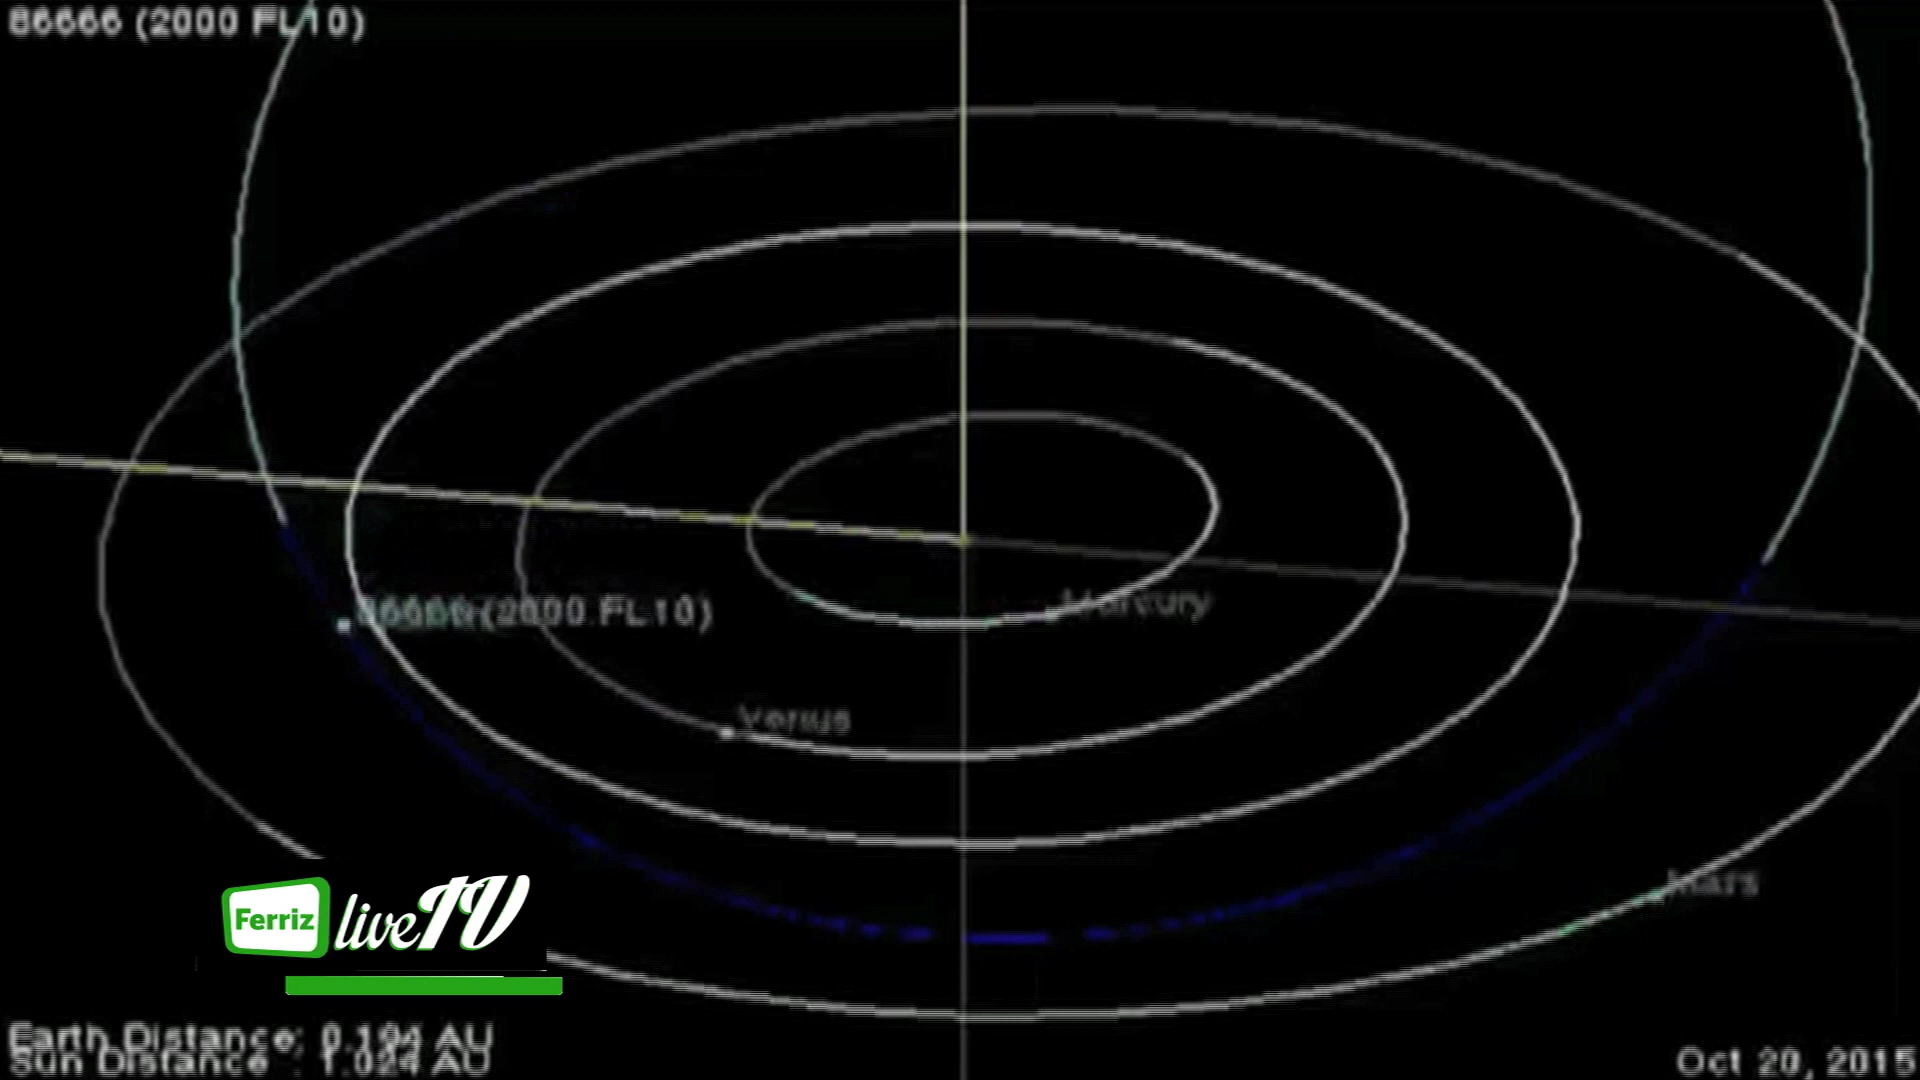 86666 (2000 FL10)
86666 (2000 FL10)
Mercury
Venus
Mars
Ferriz liveTV
Earth Distance: 0.194 AU
Sun Distance : 1.024 AU
Oct 20, 2015